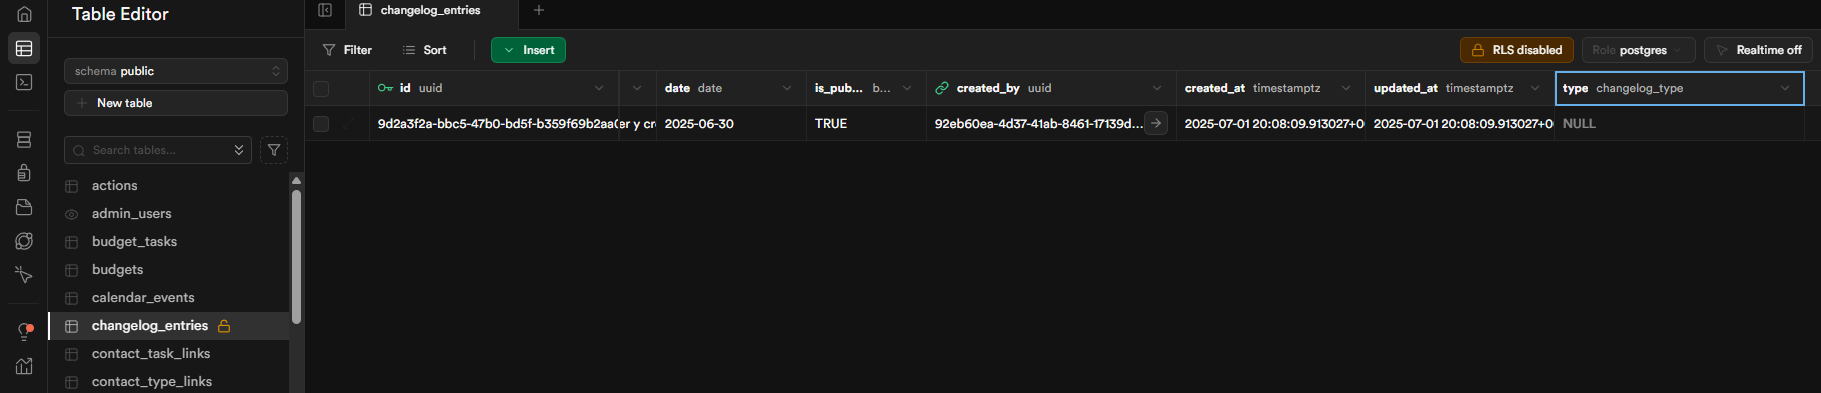 Table Editor
changelog_entries
schema public
New table
Search tables...
actions
admin_users
budget_tasks
budgets
calendar_events
changelog_entries
contact_task_links
contact_type_links
Filter
Sort
Insert
RLS disabled
Role postgres
Realtime off
id uuid
date date
is_pub... b...
created_by uuid
created_at timestamptz
updated_at timestamptz
type changelog_type
9d2a3f2a-bbc5-47b0-bd5f-b359f69b2aa
er y cr
2025-06-30
TRUE
92eb60ea-4d37-41ab-8461-17139d...
2025-07-01 20:08:09.913027+0
2025-07-01 20:08:09.913027+0
NULL